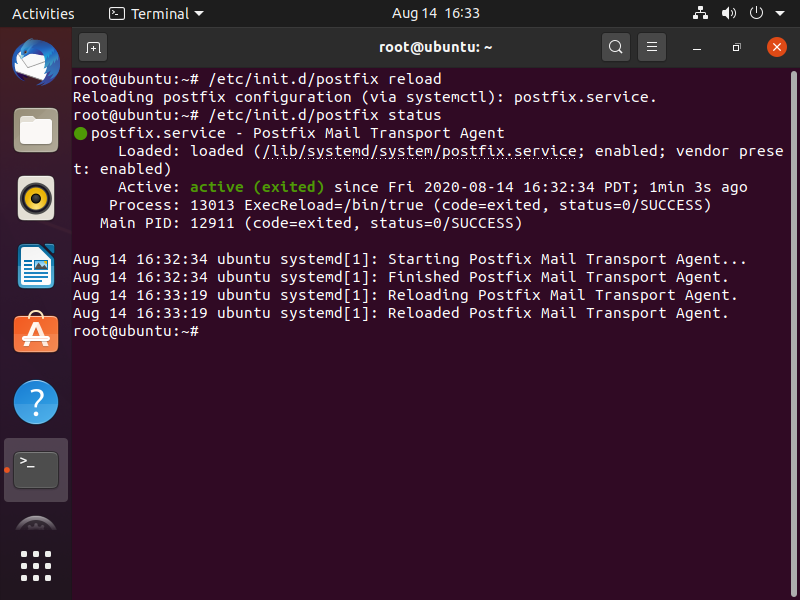 Activities Terminal Aug 14 16:33
root@ubuntu: ~
root@ubuntu:~# /etc/init.d/postfix reload
Reloading postfix configuration (via systemctl): postfix.service.
root@ubuntu:~# /etc/init.d/postfix status
● postfix.service - Postfix Mail Transport Agent
Loaded: loaded (/lib/systemd/system/postfix.service; enabled; vendor prese
t: enabled)
Active: active (exited) since Fri 2020-08-14 16:32:34 PDT; 1min 3s ago
Process: 13013 ExecReload=/bin/true (code=exited, status=0/SUCCESS)
Main PID: 12911 (code=exited, status=0/SUCCESS)
Aug 14 16:32:34 ubuntu systemd[1]: Starting Postfix Mail Transport Agent...
Aug 14 16:32:34 ubuntu systemd[1]: Finished Postfix Mail Transport Agent.
Aug 14 16:33:19 ubuntu systemd[1]: Reloading Postfix Mail Transport Agent.
Aug 14 16:33:19 ubuntu systemd[1]: Reloaded Postfix Mail Transport Agent.
root@ubuntu:~#